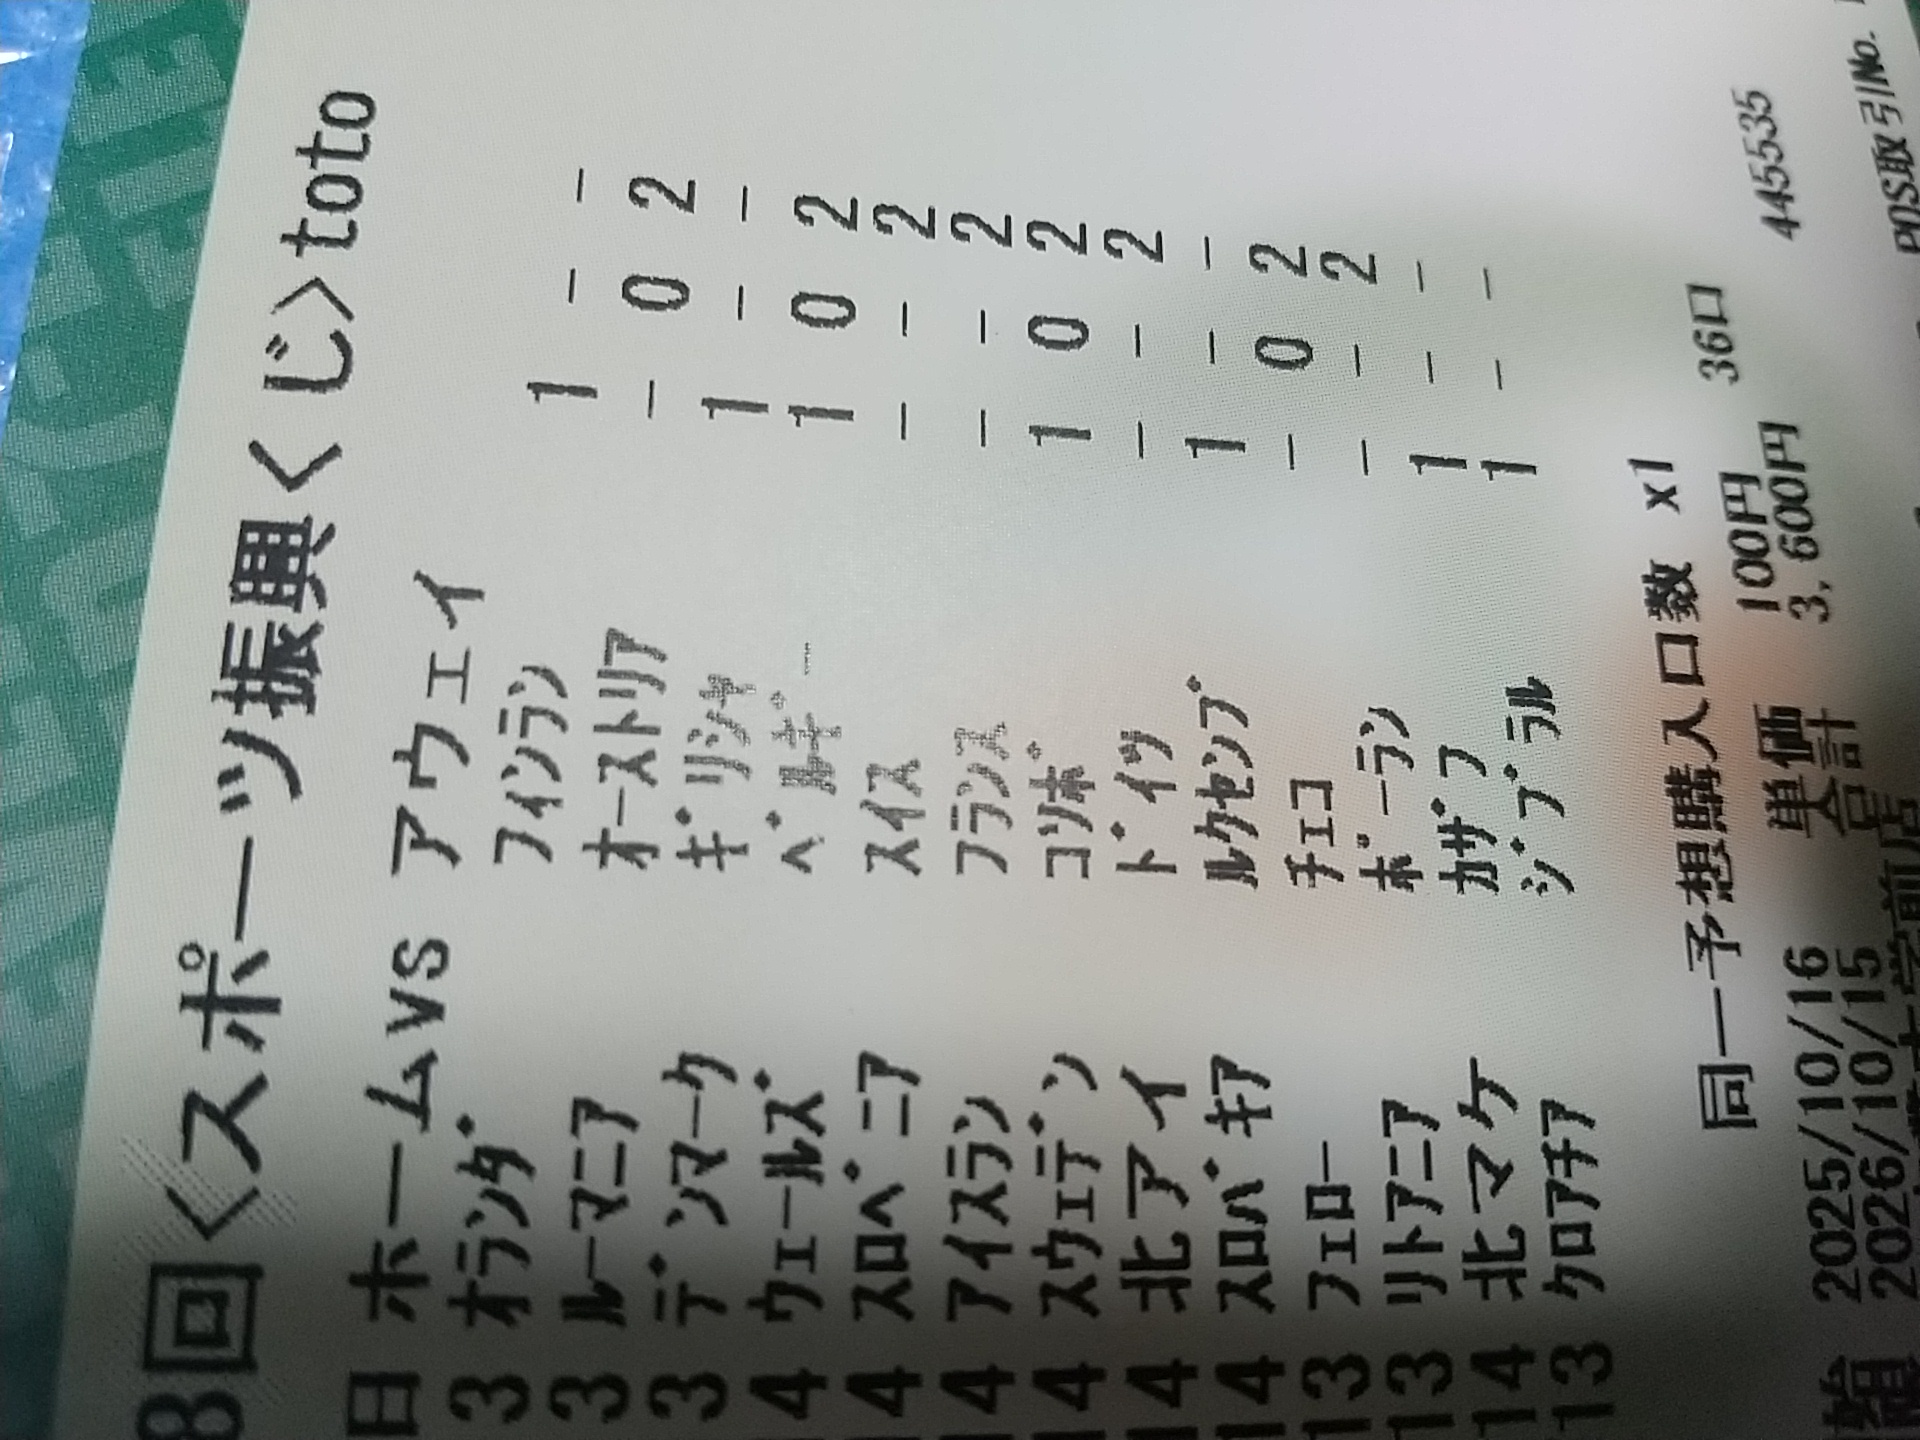 8回<スポーツ振興くじ>toto
日 ホームvs アウェイ
3 オランダ フィンラン 1 - -
3 ルーマニア オーストリア - 0 2
3 デンマーク ギリシャ 1 - -
4 ウェールズ ベルギー 1 0 2
4 スロベニア スイス - - 2
4 アイスラン フランス - - 2
14 スウェデン コソボ 1 0 2
14 北アイ ドイツ - - 2
14 スロバキア ルクセンブ 1 - -
13 フェロー チェコ - 0 2
13 リトアニア ポーラン - - 2
14 北マケ カザフ 1 - -
13 クロアチア ジブラル 1 - -
同一予想購入口数 x1
2025/10/16 単価 100円 36口
2026/10/15 合計 3,600円 445535
POS取引No.